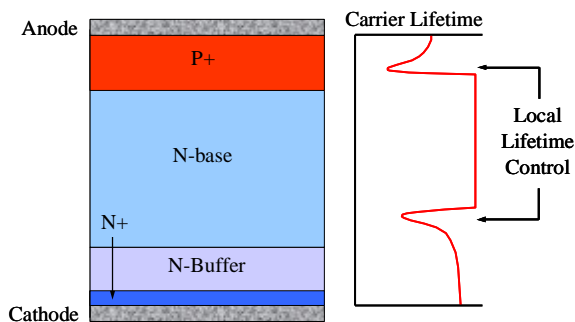 Anode
P+
N-base
N+
N-Buffer
Cathode
Carrier Lifetime
Local
Lifetime
Control